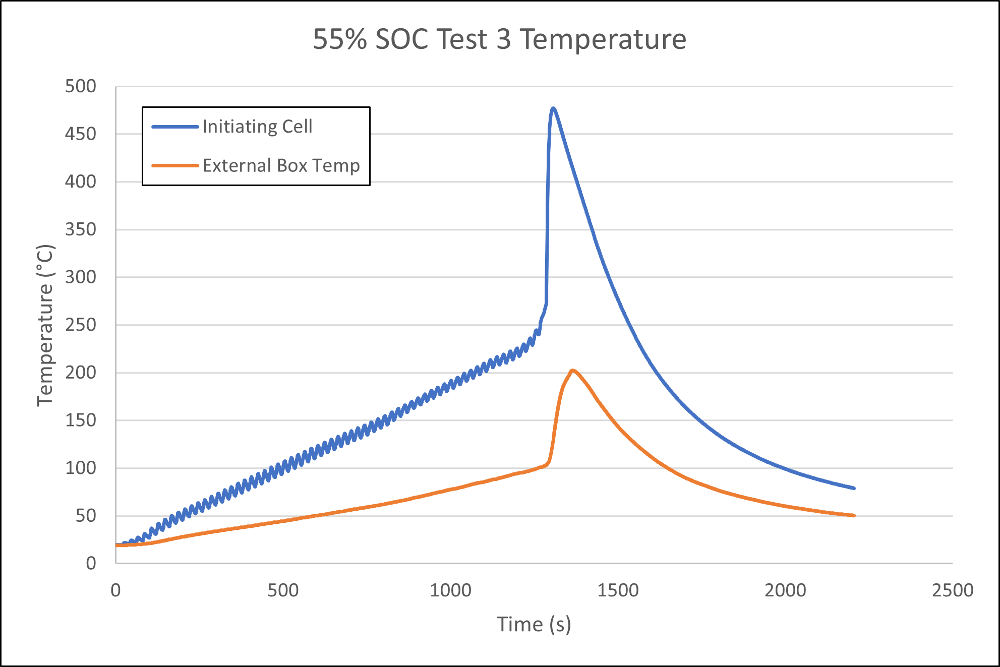 55% SOC Test 3 Temperature
500
450
400
350
300
250
200
150
100
50
0
Temperature (°C)
Initiating Cell
External Box Temp
0 500 1000 1500 2000 2500
Time (s)